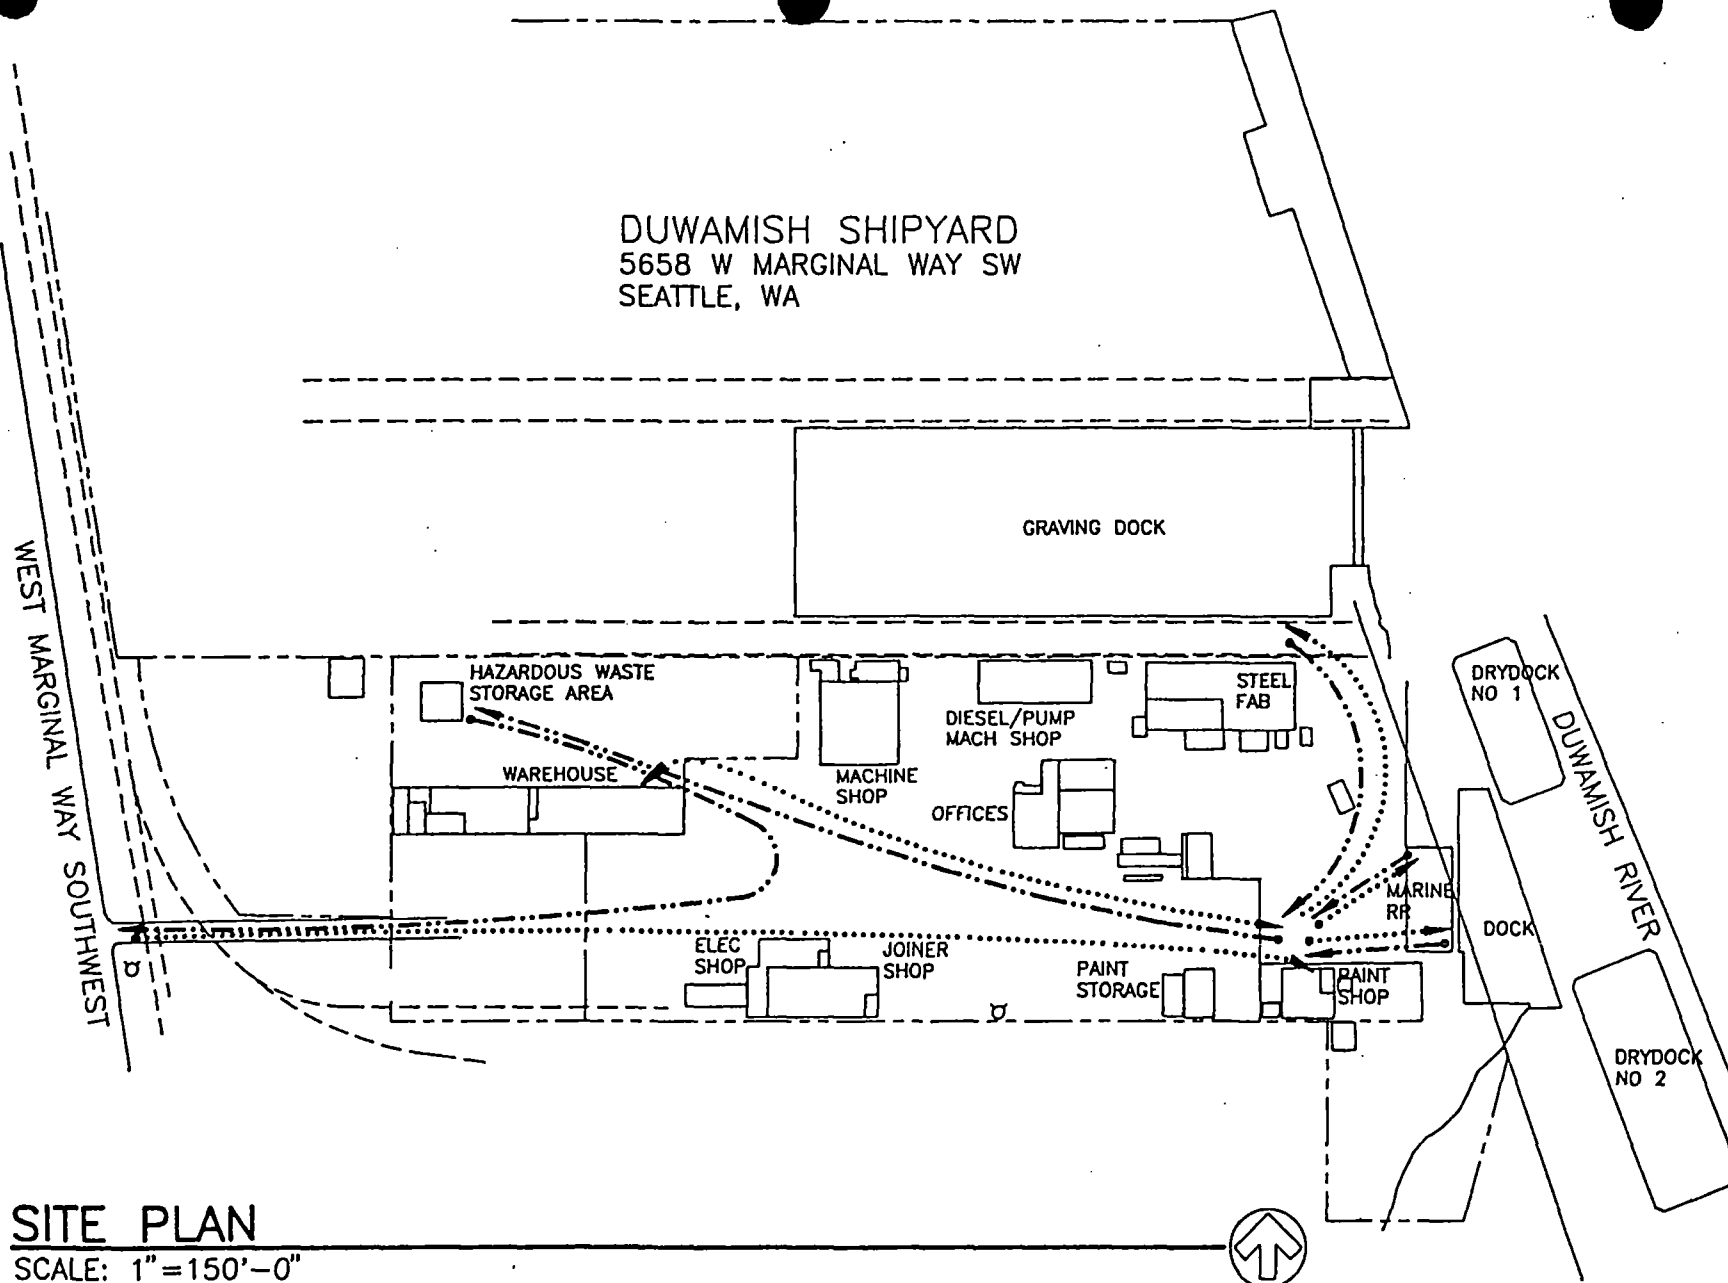 DUWAMISH SHIPYARD
5658 W MARGINAL WAY SW
SEATTLE, WA
GRAVING DOCK
WEST MARGINAL WAY SOUTHWEST
HAZARDOUS WASTE
STORAGE AREA
WAREHOUSE
MACHINE
SHOP
DIESEL/PUMP
MACH SHOP
STEEL
FAB
OFFICES
DRYDOCK
NO 1
DUWAMISH RIVER
MARINE
RR
DOCK
ELEC
SHOP
JOINER
SHOP
PAINT
STORAGE
PAINT
SHOP
DRYDOCK
NO 2
SITE PLAN
SCALE: 1"=150'-0"